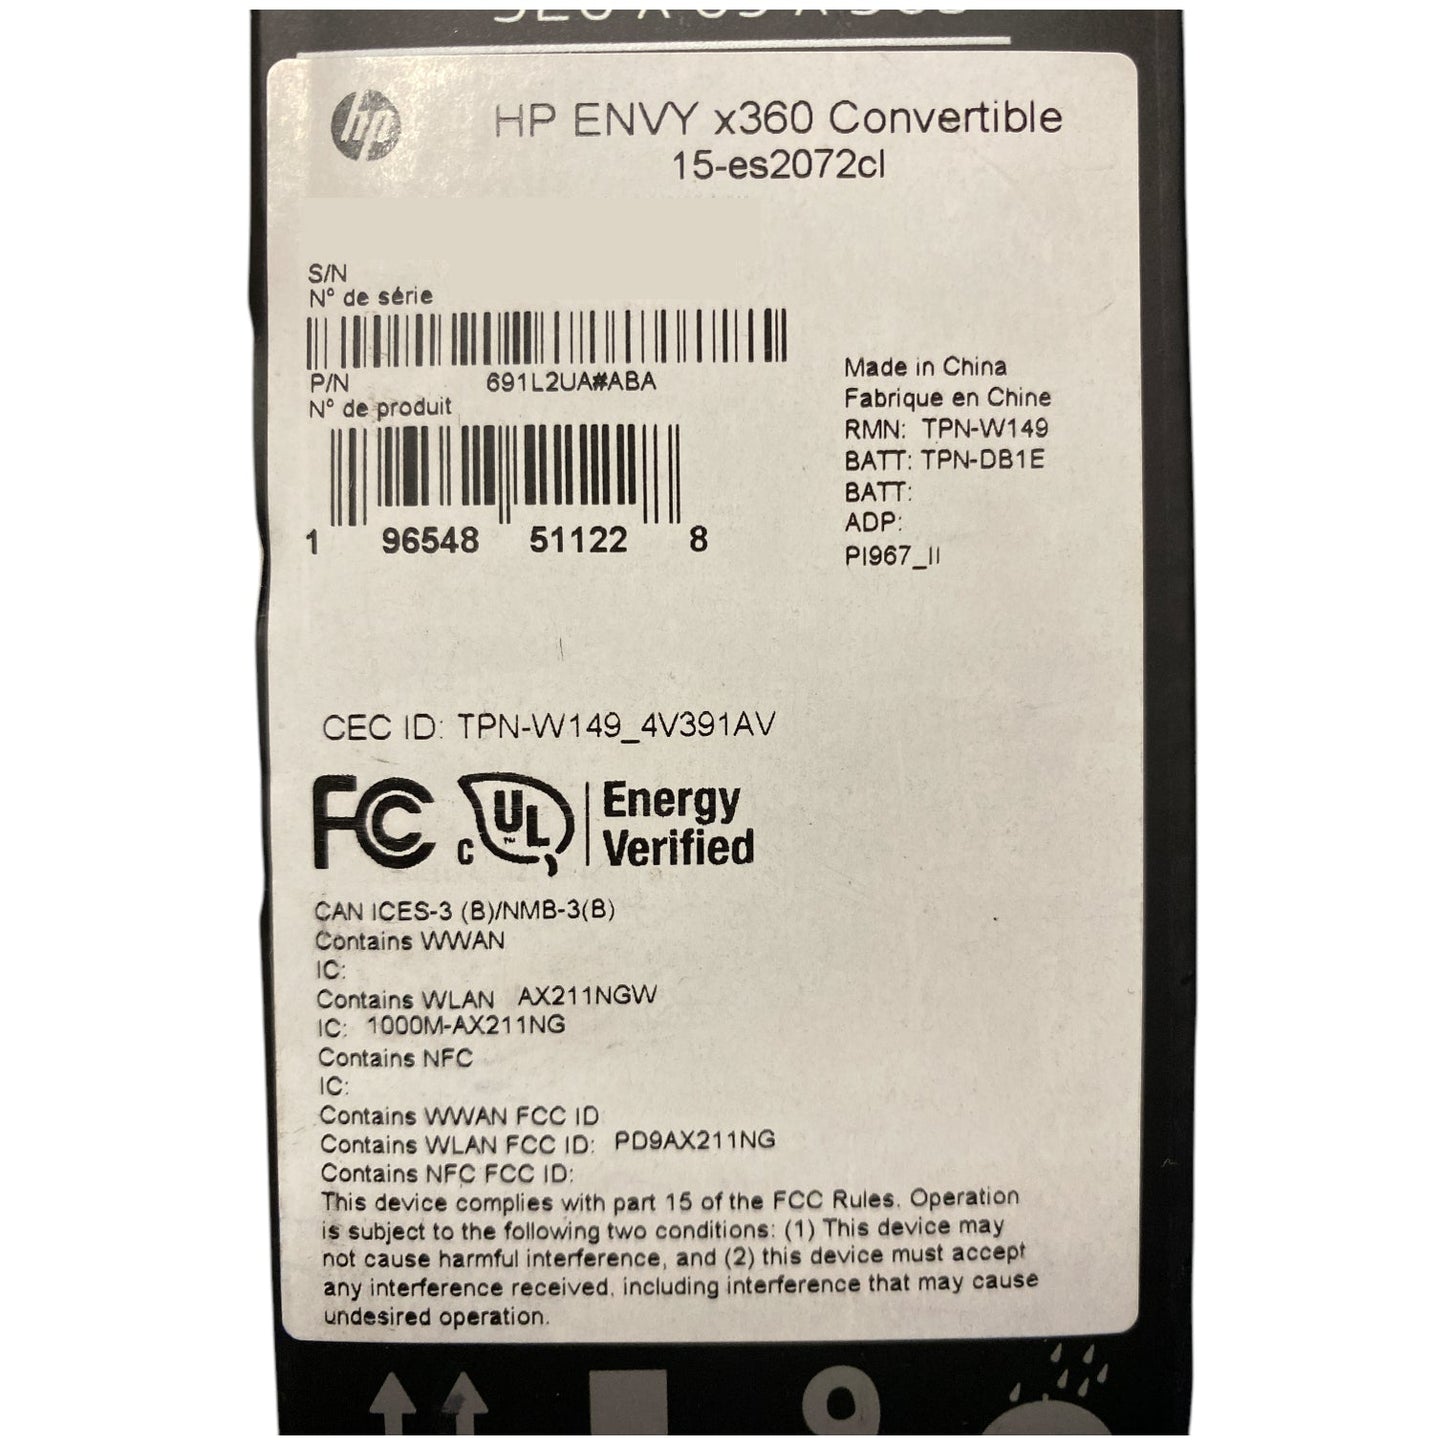 hp
HP ENVY x360 Convertible
15-es2072cl
S/N
N° de série
P/N 691L2UA#ABA
N° de produit
1 96548 51122 8
Made in China
Fabrique en Chine
RMN: TPN-W149
BATT: TPN-DB1E
BATT:
ADP:
PI967_II
CEC ID: TPN-W149_4V391AV
FC C UL Energy
Verified
CAN ICES-3 (B)/NMB-3(B)
Contains WWAN
IC:
Contains WLAN AX211NGW
IC: 1000M-AX211NG
Contains NFC
IC:
Contains WWAN FCC ID
Contains WLAN FCC ID: PD9AX211NG
Contains NFC FCC ID:
This device complies with part 15 of the FCC Rules. Operation
is subject to the following two conditions: (1) This device may
not cause harmful interference, and (2) this device must accept
any interference received, including interference that may cause
undesired operation.